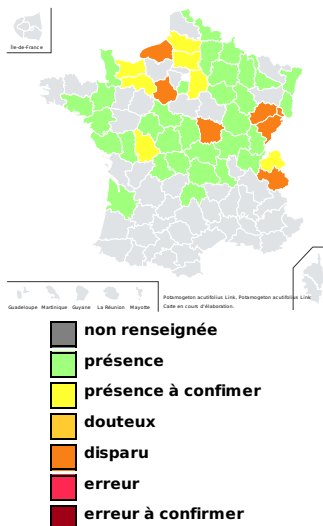 Île-de-France
Potamogeton acutifolius Link, Potamogeton acutifolius Link
Carte en cours d'élaboration.
Guadeloupe Martinique Guyane La Réunion Mayotte
non renseignée
présence
présence à confimer
douteux
disparu
erreur
erreur à confirmer